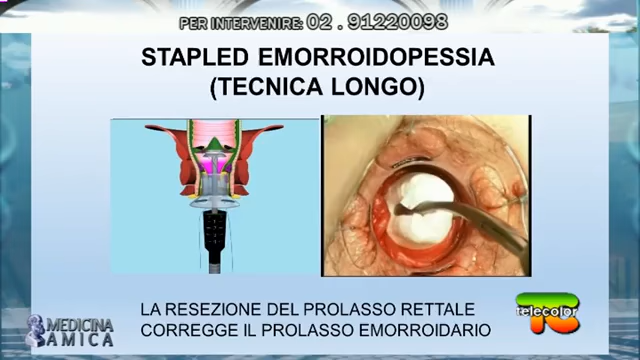 PER INTERVENIRE: 02 . 91220098
STAPLED EMORROIDOPESSIA
(TECNICA LONGO)
LA RESEZIONE DEL PROLASSO RETTALE
CORREGGE IL PROLASSO EMORROIDARIO
MEDICINA
AMICA
telecolor